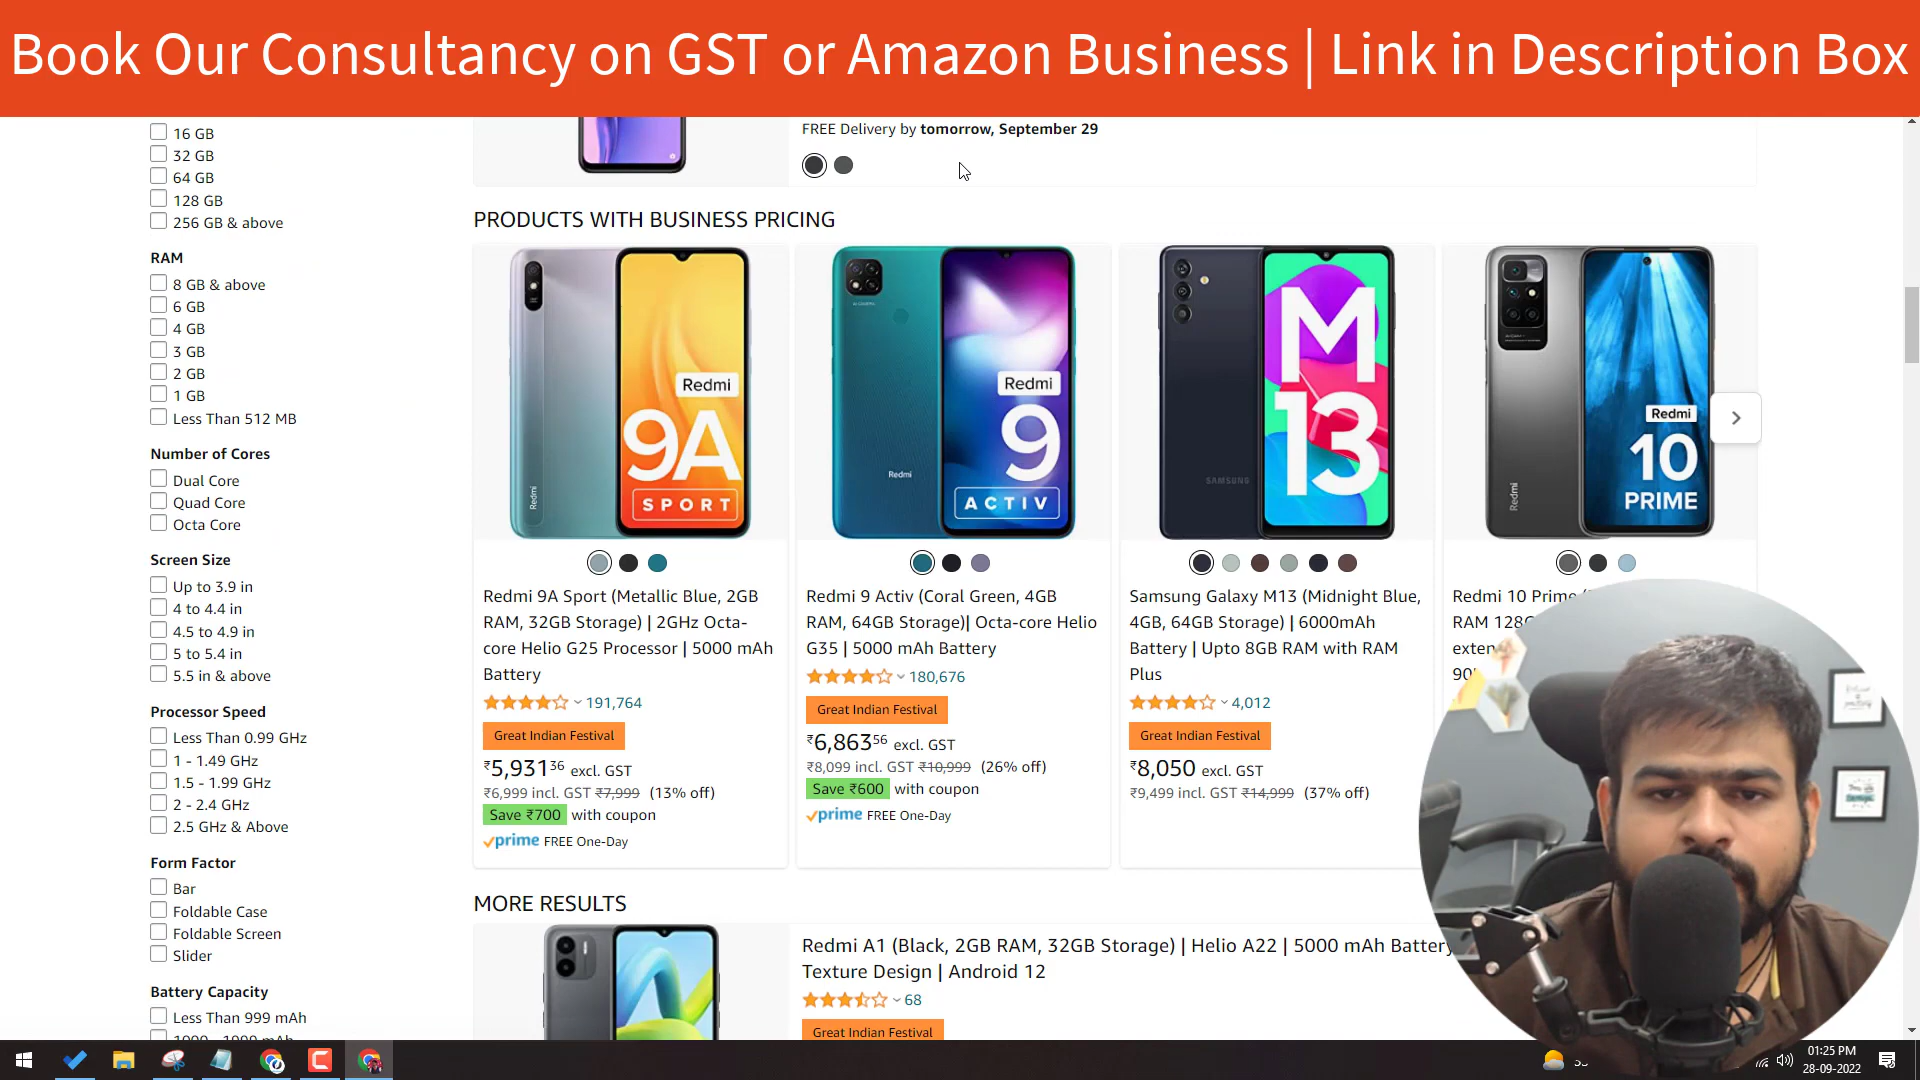 Book Our Consultancy on GST or Amazon Business | Link in Description Box
16 GB
32 GB
64 GB
128 GB
256 GB & above
RAM
8 GB & above
6 GB
4 GB
3 GB
2 GB
1 GB
Less Than 512 MB
Number of Cores
Dual Core
Quad Core
Octa Core
Screen Size
Up to 3.9 in
4 to 4.4 in
4.5 to 4.9 in
5 to 5.4 in
5.5 in & above
Processor Speed
Less Than 0.99 GHz
1 - 1.49 GHz
1.5 - 1.99 GHz
2 - 2.4 GHz
2.5 GHz & Above
Form Factor
Bar
Foldable Case
Foldable Screen
Slider
Battery Capacity
Less Than 999 mAh
FREE Delivery by tomorrow, September 29
PRODUCTS WITH BUSINESS PRICING
Redmi
Redmi
9A
SPORT
Redmi 9A Sport (Metallic Blue, 2GB
RAM, 32GB Storage) | 2GHz Octa-
core Helio G25 Processor | 5000 mAh
Battery
191,764
Great Indian Festival
₹5,93136 excl. GST
₹6,999 incl. GST ₹7,999 (13% off)
Save ₹700 with coupon
prime FREE One-Day
Redmi
Redmi
9
ACTIV
Redmi 9 Activ (Coral Green, 4GB
RAM, 64GB Storage)| Octa-core Helio
G35 | 5000 mAh Battery
180,676
Great Indian Festival
₹6,86356 excl. GST
₹8,099 incl. GST ₹10,999 (26% off)
Save ₹600 with coupon
prime FREE One-Day
SAMSUNG
M
13
Samsung Galaxy M13 (Midnight Blue,
4GB, 64GB Storage) | 6000mAh
Battery | Upto 8GB RAM with RAM
Plus
4,012
Great Indian Festival
₹8,050 excl. GST
₹9,499 incl. GST ₹14,999 (37% off)
Redmi
Redmi
10
PRIME
Redmi 10 Prime
RAM
MORE RESULTS
Redmi A1 (Black, 2GB RAM, 32GB Storage) | Helio A22 | 5000 mAh Battery
Texture Design | Android 12
68
Great Indian Festival
01:25 PM
28-09-2022